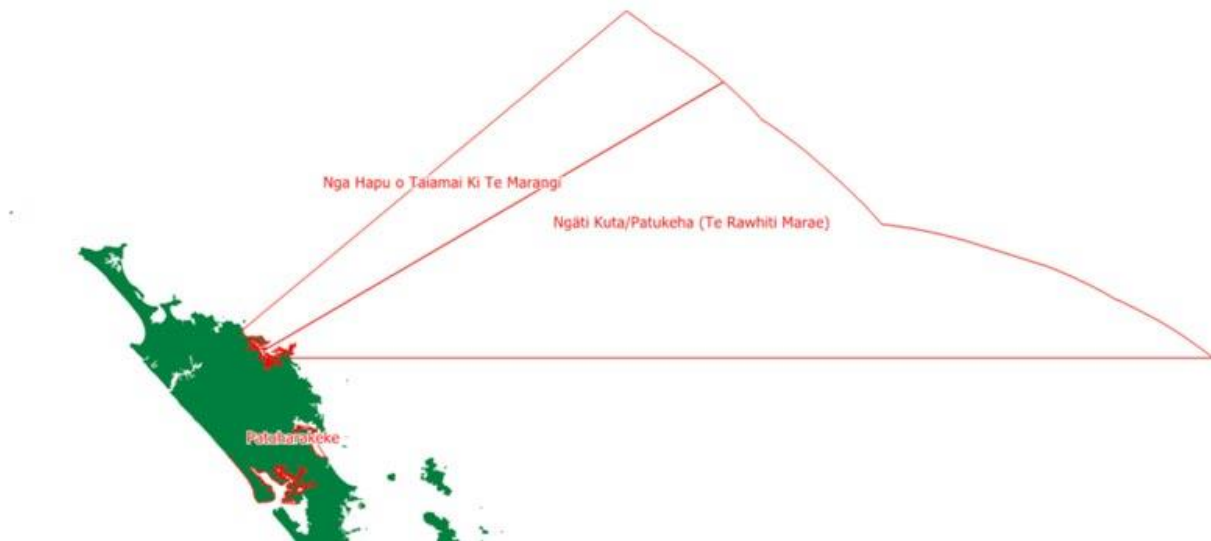 Nga Hapu o Taiamai Ki Te Marangi
Ngāti Kuta/Patukeha (Te Rawhiti Marae)
Patuharakeke